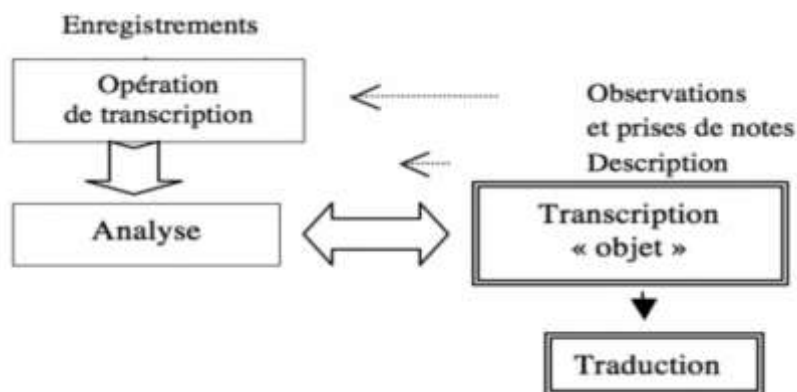 Enregistrements
Opération
de transcription
Observations
et prises de notes
Description
Analyse
Transcription
« objet »
Traduction